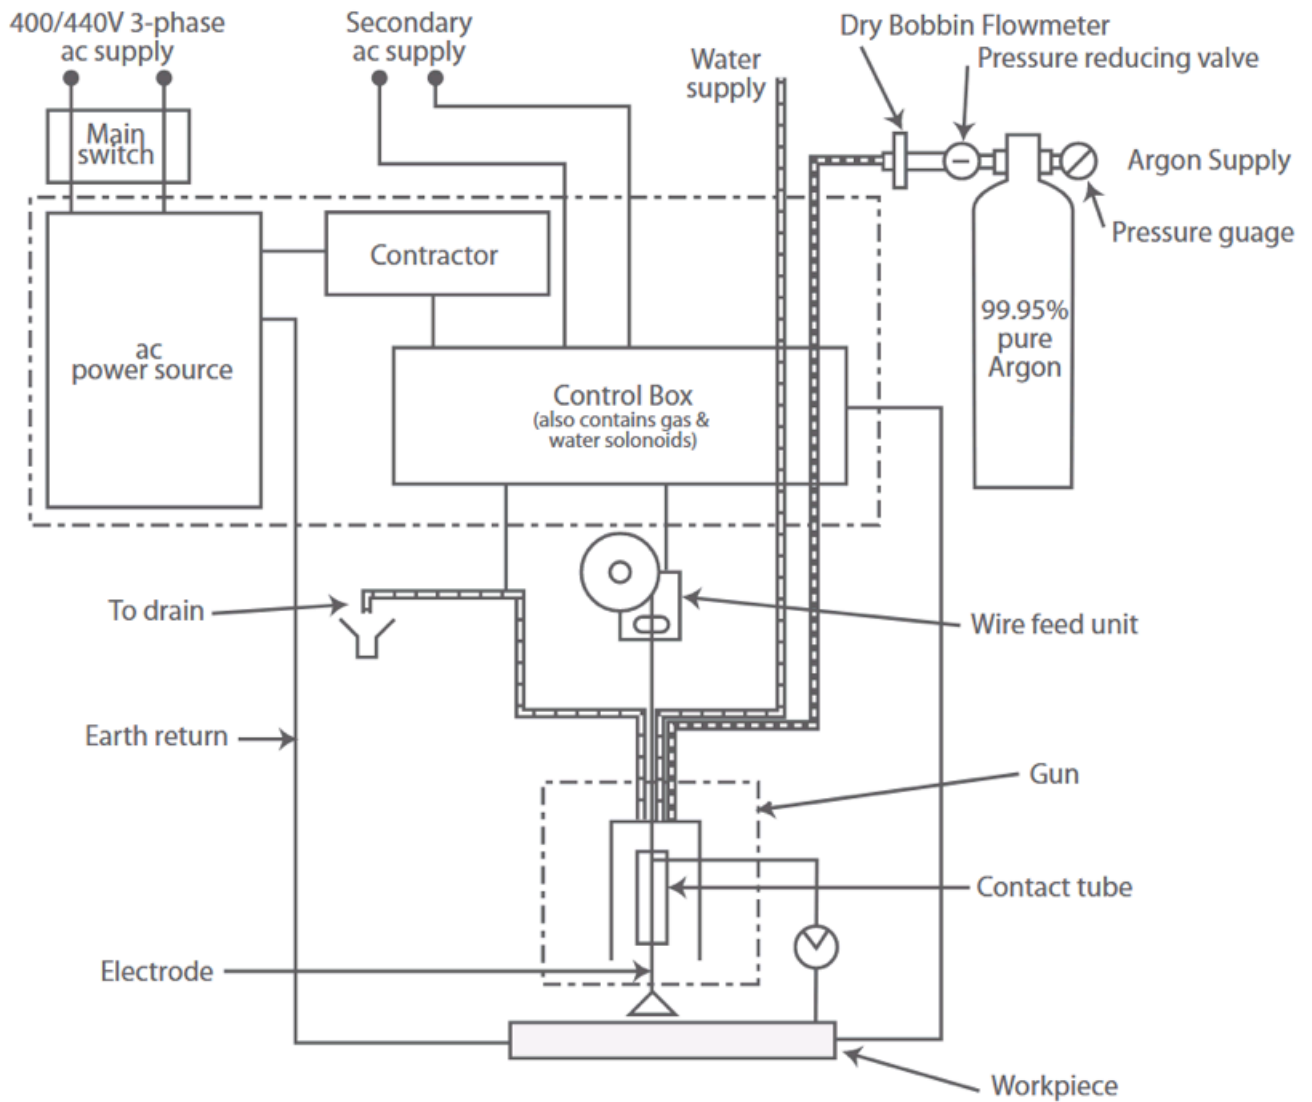 400/440V 3-phase
ac supply
Secondary
ac supply
Water
supply
Dry Bobbin Flowmeter
Pressure reducing valve
Main
switch
Argon Supply
Pressure guage
Contractor
99.95%
pure
Argon
ac
power source
Control Box
(also contains gas &
water solonoids)
To drain
Wire feed unit
Earth return
Gun
Contact tube
Electrode
Workpiece